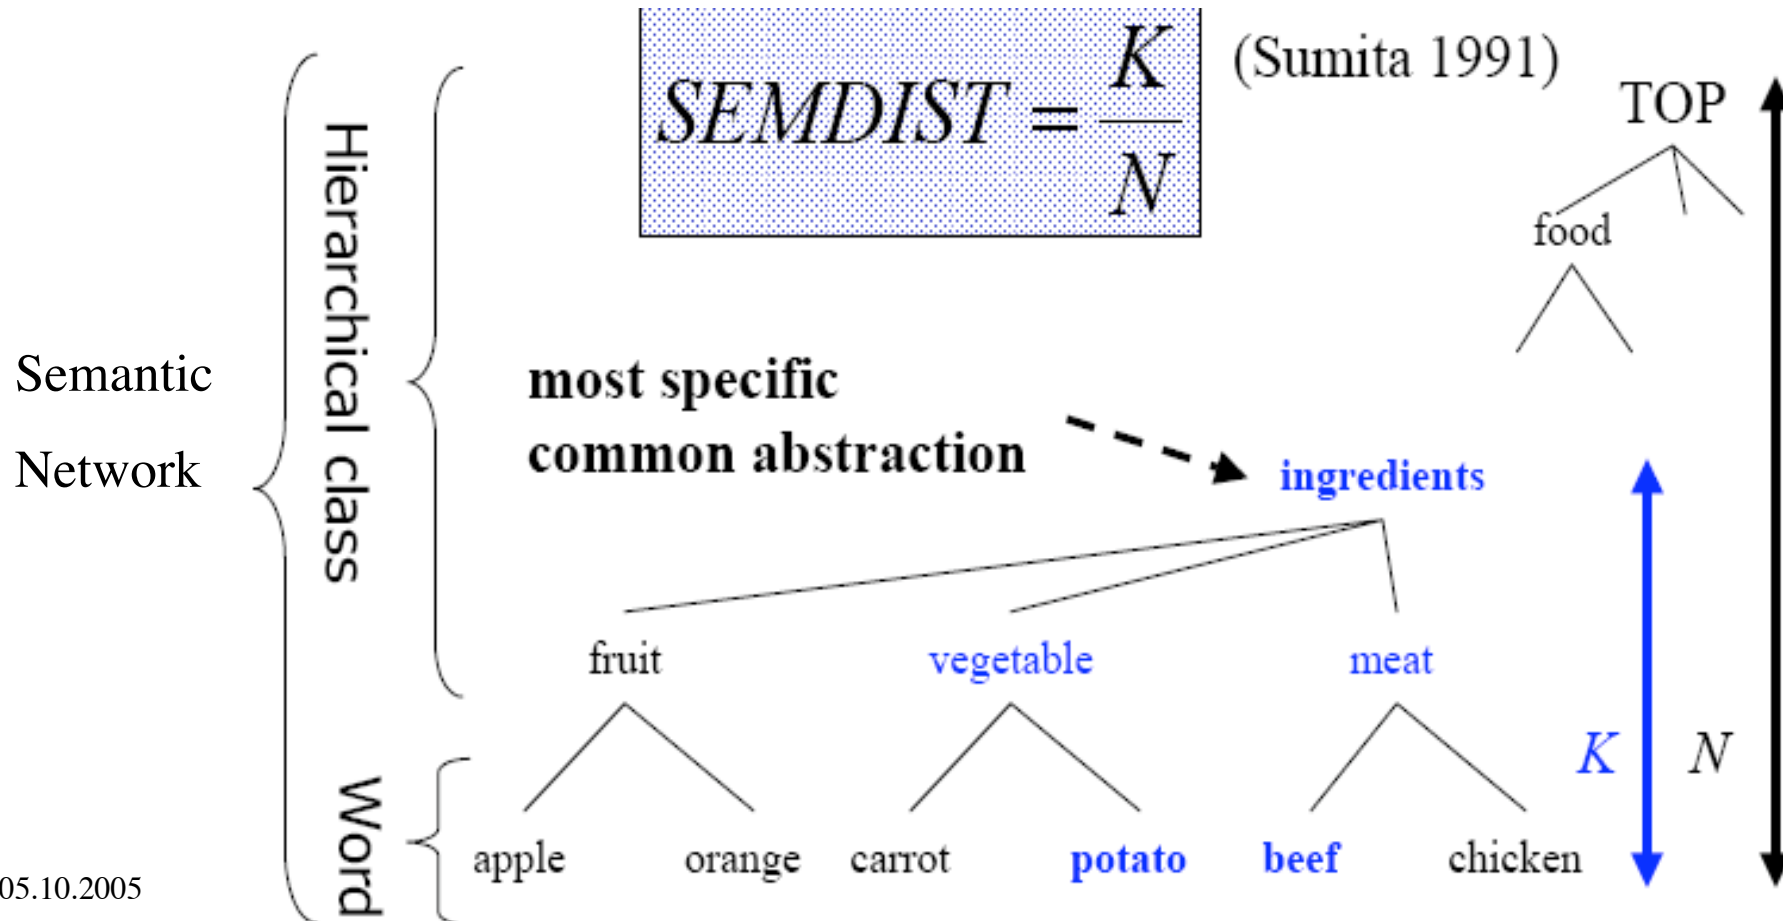 SEMDIST = K / N
(Sumita 1991)
TOP
food
Semantic
Network
Hierarchical class
most specific
common abstraction
ingredients
fruit vegetable meat
K N
Word
apple orange carrot potato beef chicken
05.10.2005